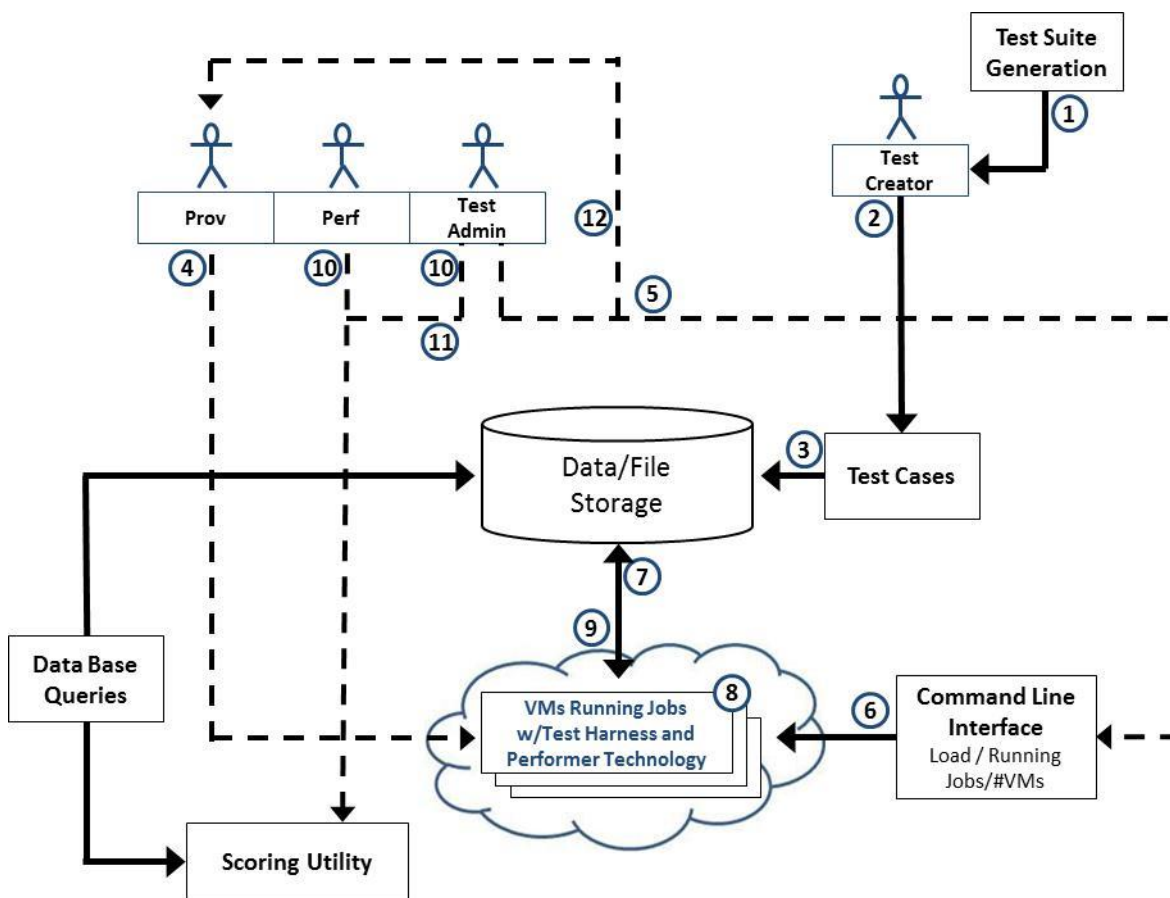 Test Suite
Generation
1
Test
Creator
2
Prov
Perf
Test
Admin
12
4
10
10
5
11
Data/File
Storage
3
Test Cases
7
9
Data Base
Queries
8
VMs Running Jobs
w/Test Harness and
Performer Technology
6
Command Line
Interface
Load / Running
Jobs/#VMs
Scoring Utility